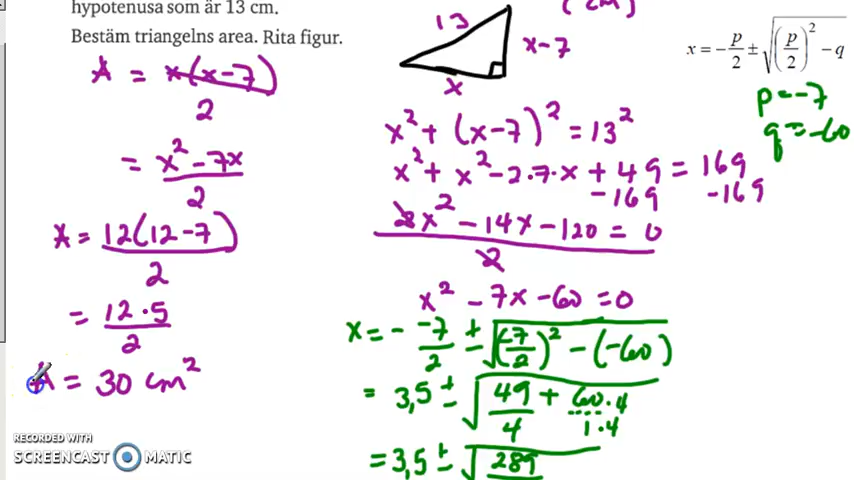 hypotenusa som är 13 cm.
Bestäm triangelns area. Rita figur.
A = x(x-7)
2
= x² - 7x
2
A = 12(12-7)
2
= 12·5
2
A = 30 cm²
(cm)
13
x-7
x
x² + (x-7)² = 13²
x² + x² - 2·7·x + 49 = 169
-169 -169
2x² - 14x - 120 = 0
2
x² - 7x - 60 = 0
x = - -7/2 ± √(-7/2)² - (-60)
= 3,5 ± √49/4 + 60·4/1·4
= 3,5 ± √289
x = -p/2 ± √(p/2)² - q
p = -7
q = -60
RECORDED WITH
SCREENCAST MATIC